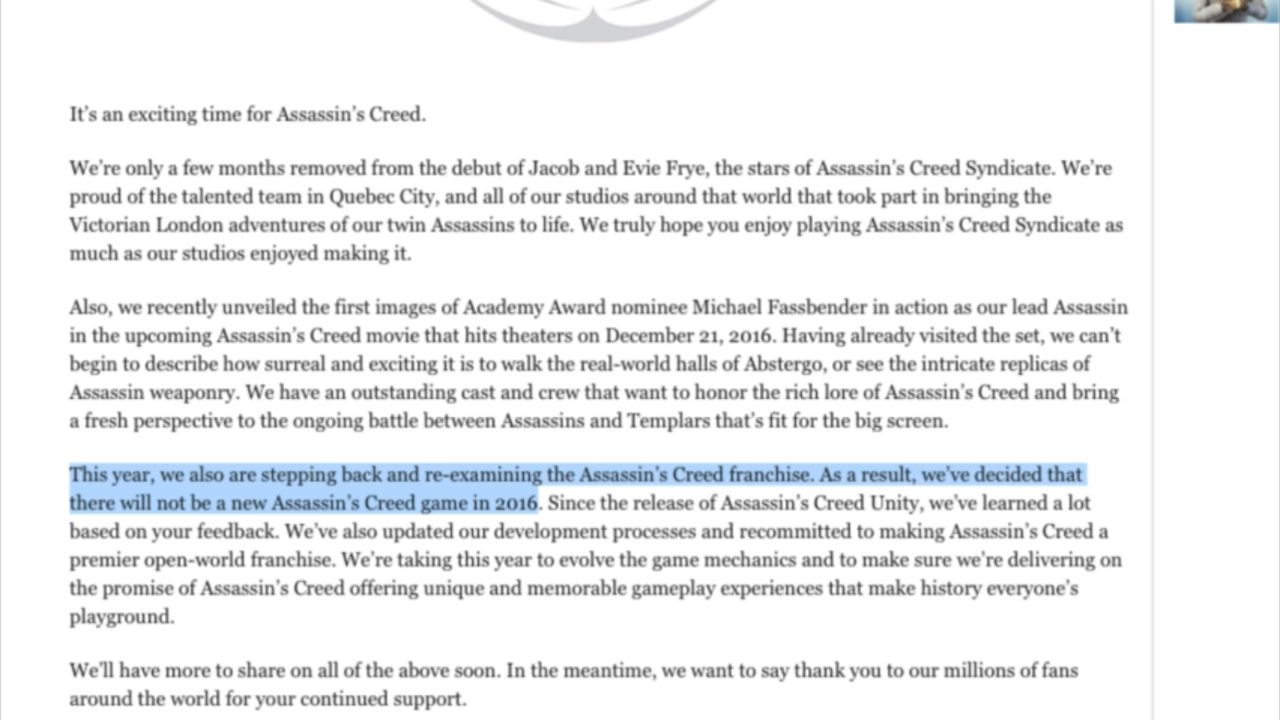 It's an exciting time for Assassin's Creed.
We're only a few months removed from the debut of Jacob and Evie Frye, the stars of Assassin's Creed Syndicate. We're
proud of the talented team in Quebec City, and all of our studios around that world that took part in bringing the
Victorian London adventures of our twin Assassins to life. We truly hope you enjoy playing Assassin's Creed Syndicate as
much as our studios enjoyed making it.
Also, we recently unveiled the first images of Academy Award nominee Michael Fassbender in action as our lead Assassin
in the upcoming Assassin's Creed movie that hits theaters on December 21, 2016. Having already visited the set, we can't
begin to describe how surreal and exciting it is to walk the real-world halls of Abstergo, or see the intricate replicas of
Assassin weaponry. We have an outstanding cast and crew that want to honor the rich lore of Assassin's Creed and bring
a fresh perspective to the ongoing battle between Assassins and Templars that's fit for the big screen.
This year, we also are stepping back and re-examining the Assassin's Creed franchise. As a result, we've decided that
there will not be a new Assassin's Creed game in 2016. Since the release of Assassin's Creed Unity, we've learned a lot
based on your feedback. We've also updated our development processes and recommitted to making Assassin's Creed a
premier open-world franchise. We're taking this year to evolve the game mechanics and to make sure we're delivering on
the promise of Assassin's Creed offering unique and memorable gameplay experiences that make history everyone's
playground.
We'll have more to share on all of the above soon. In the meantime, we want to say thank you to our millions of fans
around the world for your continued support.